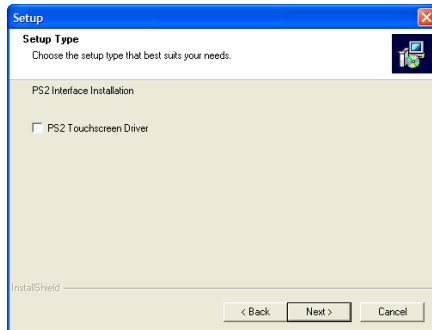 Setup
Setup Type
Choose the setup type that best suits your needs.
PS2 Interface Installation
PS2 Touchscreen Driver
InstallShield
< Back
Next >
Cancel